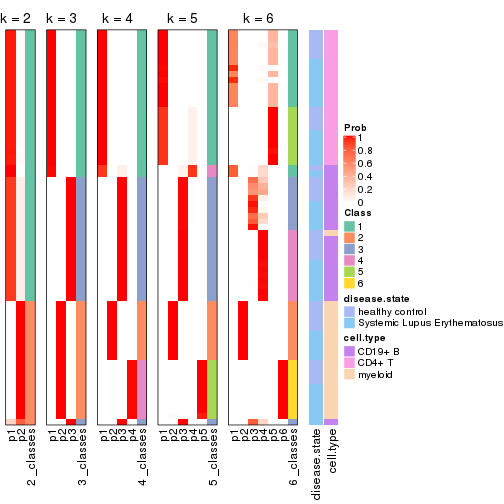 k = 2
k = 3
k = 4
k = 5
k = 6
Prob
1
0.8
0.6
0.4
0.2
0
Class
1
2
3
4
5
6
disease.state
healthy control
Systemic Lupus Erythematosus
cell.type
CD19+ B
CD4+ T
myeloid
p1
p2
2_classes
p1
p2
p3
3_classes
p1
p2
p3
p4
4_classes
p1
p2
p3
p4
p5
5_classes
p1
p2
p3
p4
p5
p6
6_classes
disease.state
cell.type